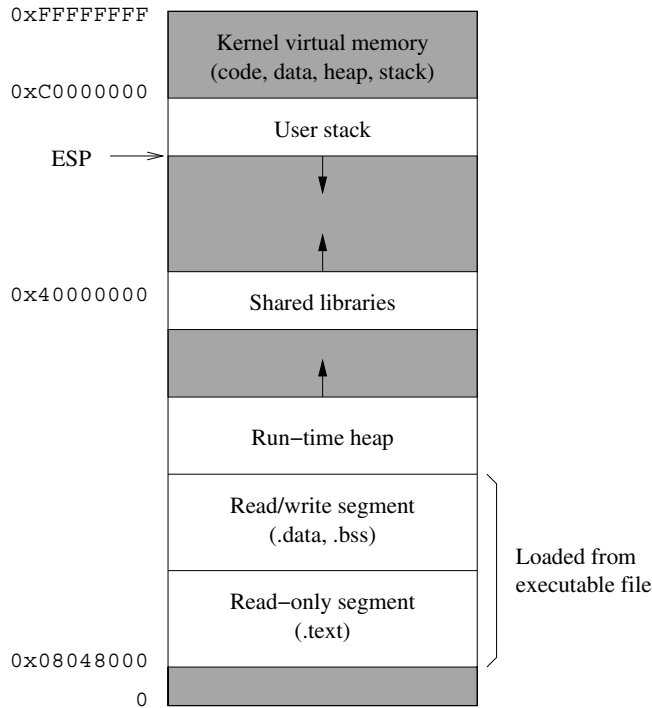 0xFFFFFFFF
Kernel virtual memory
(code, data, heap, stack)
0xC0000000
User stack
ESP
0x40000000
Shared libraries
Run−time heap
Read/write segment
(.data, .bss)
Loaded from
executable file
Read−only segment
(.text)
0x08048000
0